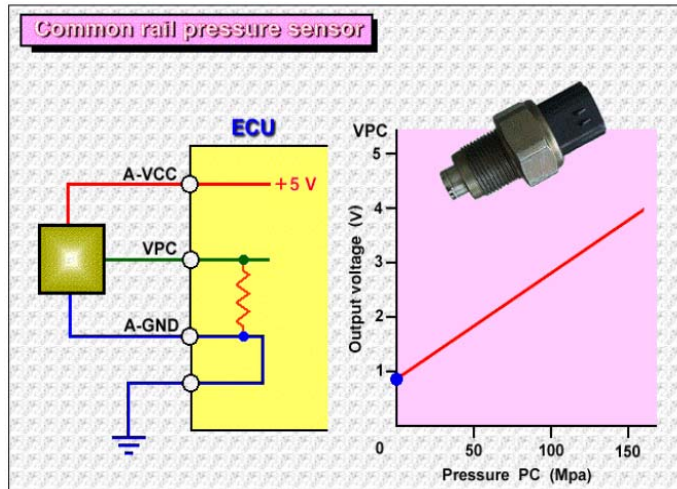 Common rail pressure sensor
ECU
A-VCC
+5 V
VPC
A-GND
VPC
5
4
3
2
1
0
50
100
150
Output voltage (V)
Pressure PC (Mpa)